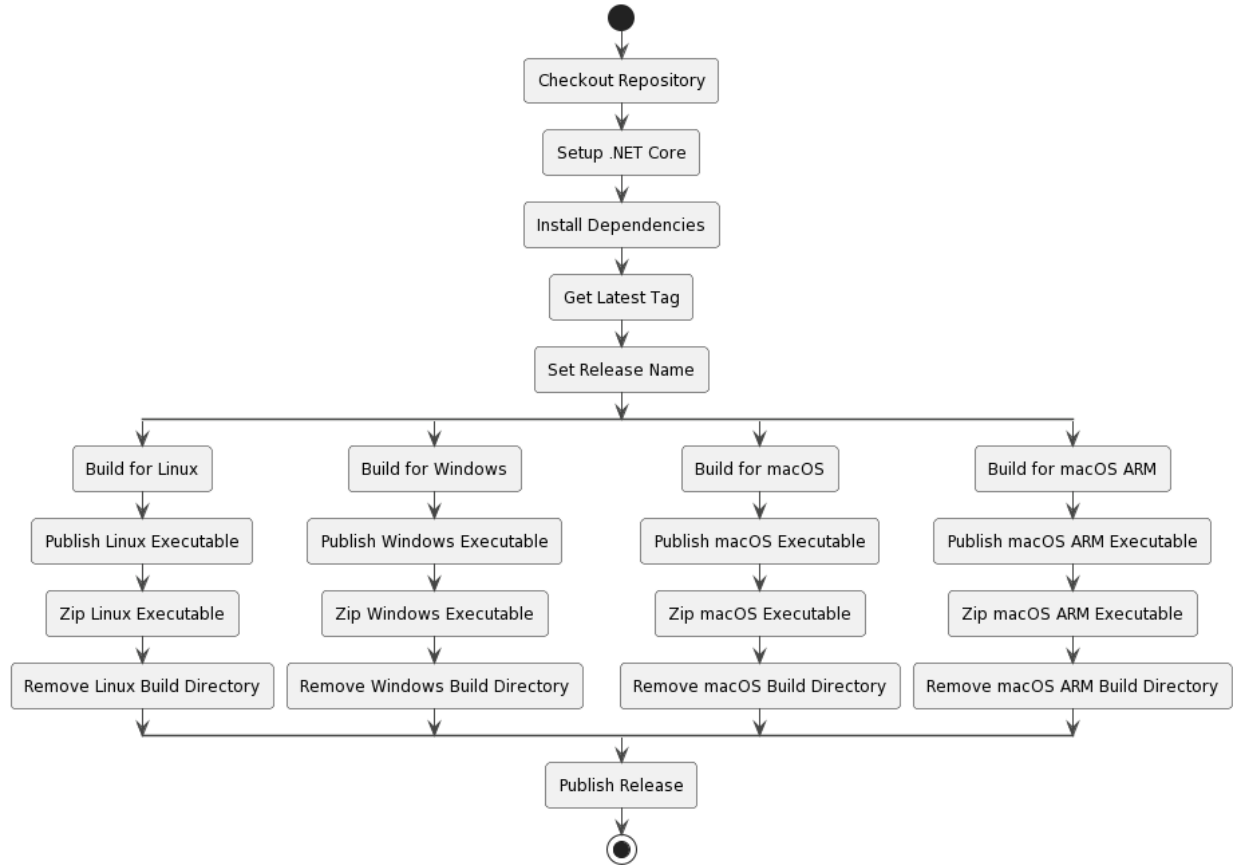 Checkout Repository
Setup .NET Core
Install Dependencies
Get Latest Tag
Set Release Name
Build for Linux
Build for Windows
Build for macOS
Build for macOS ARM
Publish Linux Executable
Publish Windows Executable
Publish macOS Executable
Publish macOS ARM Executable
Zip Linux Executable
Zip Windows Executable
Zip macOS Executable
Zip macOS ARM Executable
Remove Linux Build Directory
Remove Windows Build Directory
Remove macOS Build Directory
Remove macOS ARM Build Directory
Publish Release